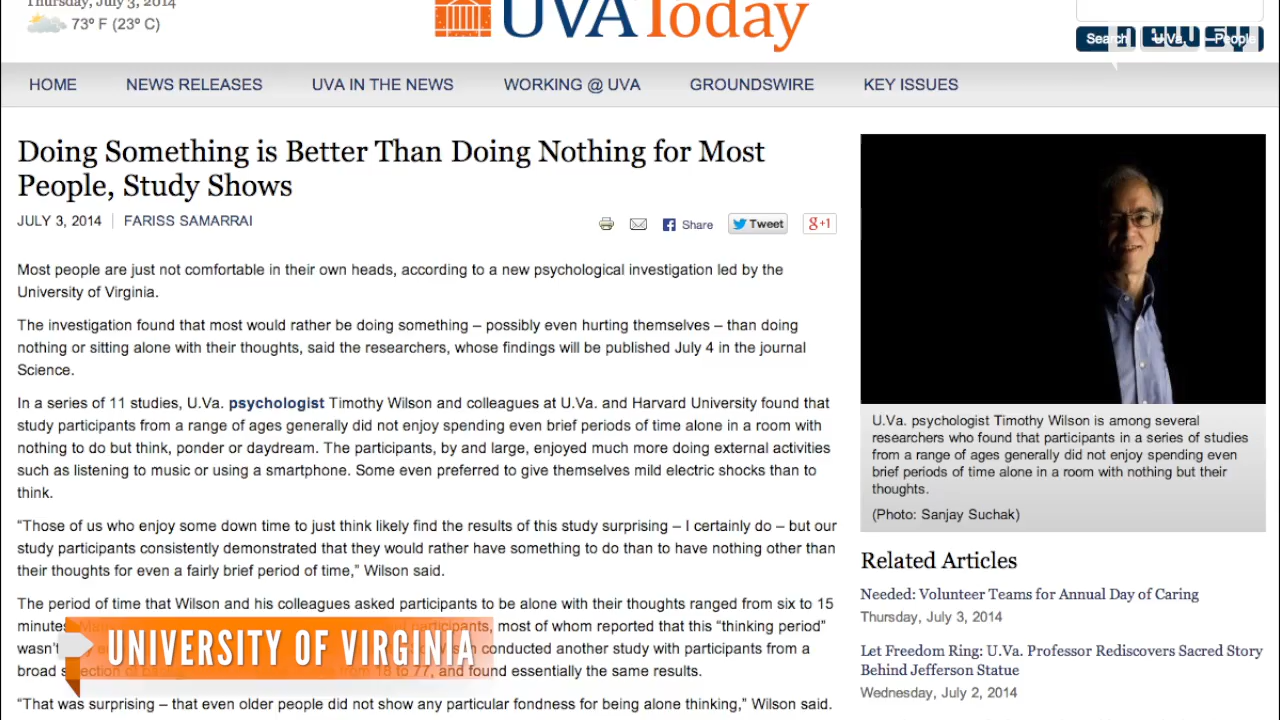 Thursday, July 3, 2014
73° F (23° C)
UVA Today
Search U.Va. People
HOME NEWS RELEASES UVA IN THE NEWS WORKING @ UVA GROUNDSWIRE KEY ISSUES
Doing Something is Better Than Doing Nothing for Most
People, Study Shows
JULY 3, 2014 FARISS SAMARRAI
Share Tweet g+1
Most people are just not comfortable in their own heads, according to a new psychological investigation led by the
University of Virginia.
The investigation found that most would rather be doing something – possibly even hurting themselves – than doing
nothing or sitting alone with their thoughts, said the researchers, whose findings will be published July 4 in the journal
Science.
In a series of 11 studies, U.Va. psychologist Timothy Wilson and colleagues at U.Va. and Harvard University found that
study participants from a range of ages generally did not enjoy spending even brief periods of time alone in a room with
nothing to do but think, ponder or daydream. The participants, by and large, enjoyed much more doing external activities
such as listening to music or using a smartphone. Some even preferred to give themselves mild electric shocks than to
think.
“Those of us who enjoy some down time to just think likely find the results of this study surprising – I certainly do – but our
study participants consistently demonstrated that they would rather have something to do than to have nothing other than
their thoughts for even a fairly brief period of time,” Wilson said.
The period of time that Wilson and his colleagues asked participants to be alone with their thoughts ranged from six to 15
participants, most of whom reported that this “thinking period”
conducted another study with participants from a
broad from 18 to 77, and found essentially the same results.
UNIVERSITY OF VIRGINIA
“That was surprising – that even older people did not show any particular fondness for being alone thinking,” Wilson said.
U.Va. psychologist Timothy Wilson is among several
researchers who found that participants in a series of studies
from a range of ages generally did not enjoy spending even
brief periods of time alone in a room with nothing but their
thoughts.
(Photo: Sanjay Suchak)
Related Articles
Needed: Volunteer Teams for Annual Day of Caring
Thursday, July 3, 2014
Let Freedom Ring: U.Va. Professor Rediscovers Sacred Story
Behind Jefferson Statue
Wednesday, July 2, 2014